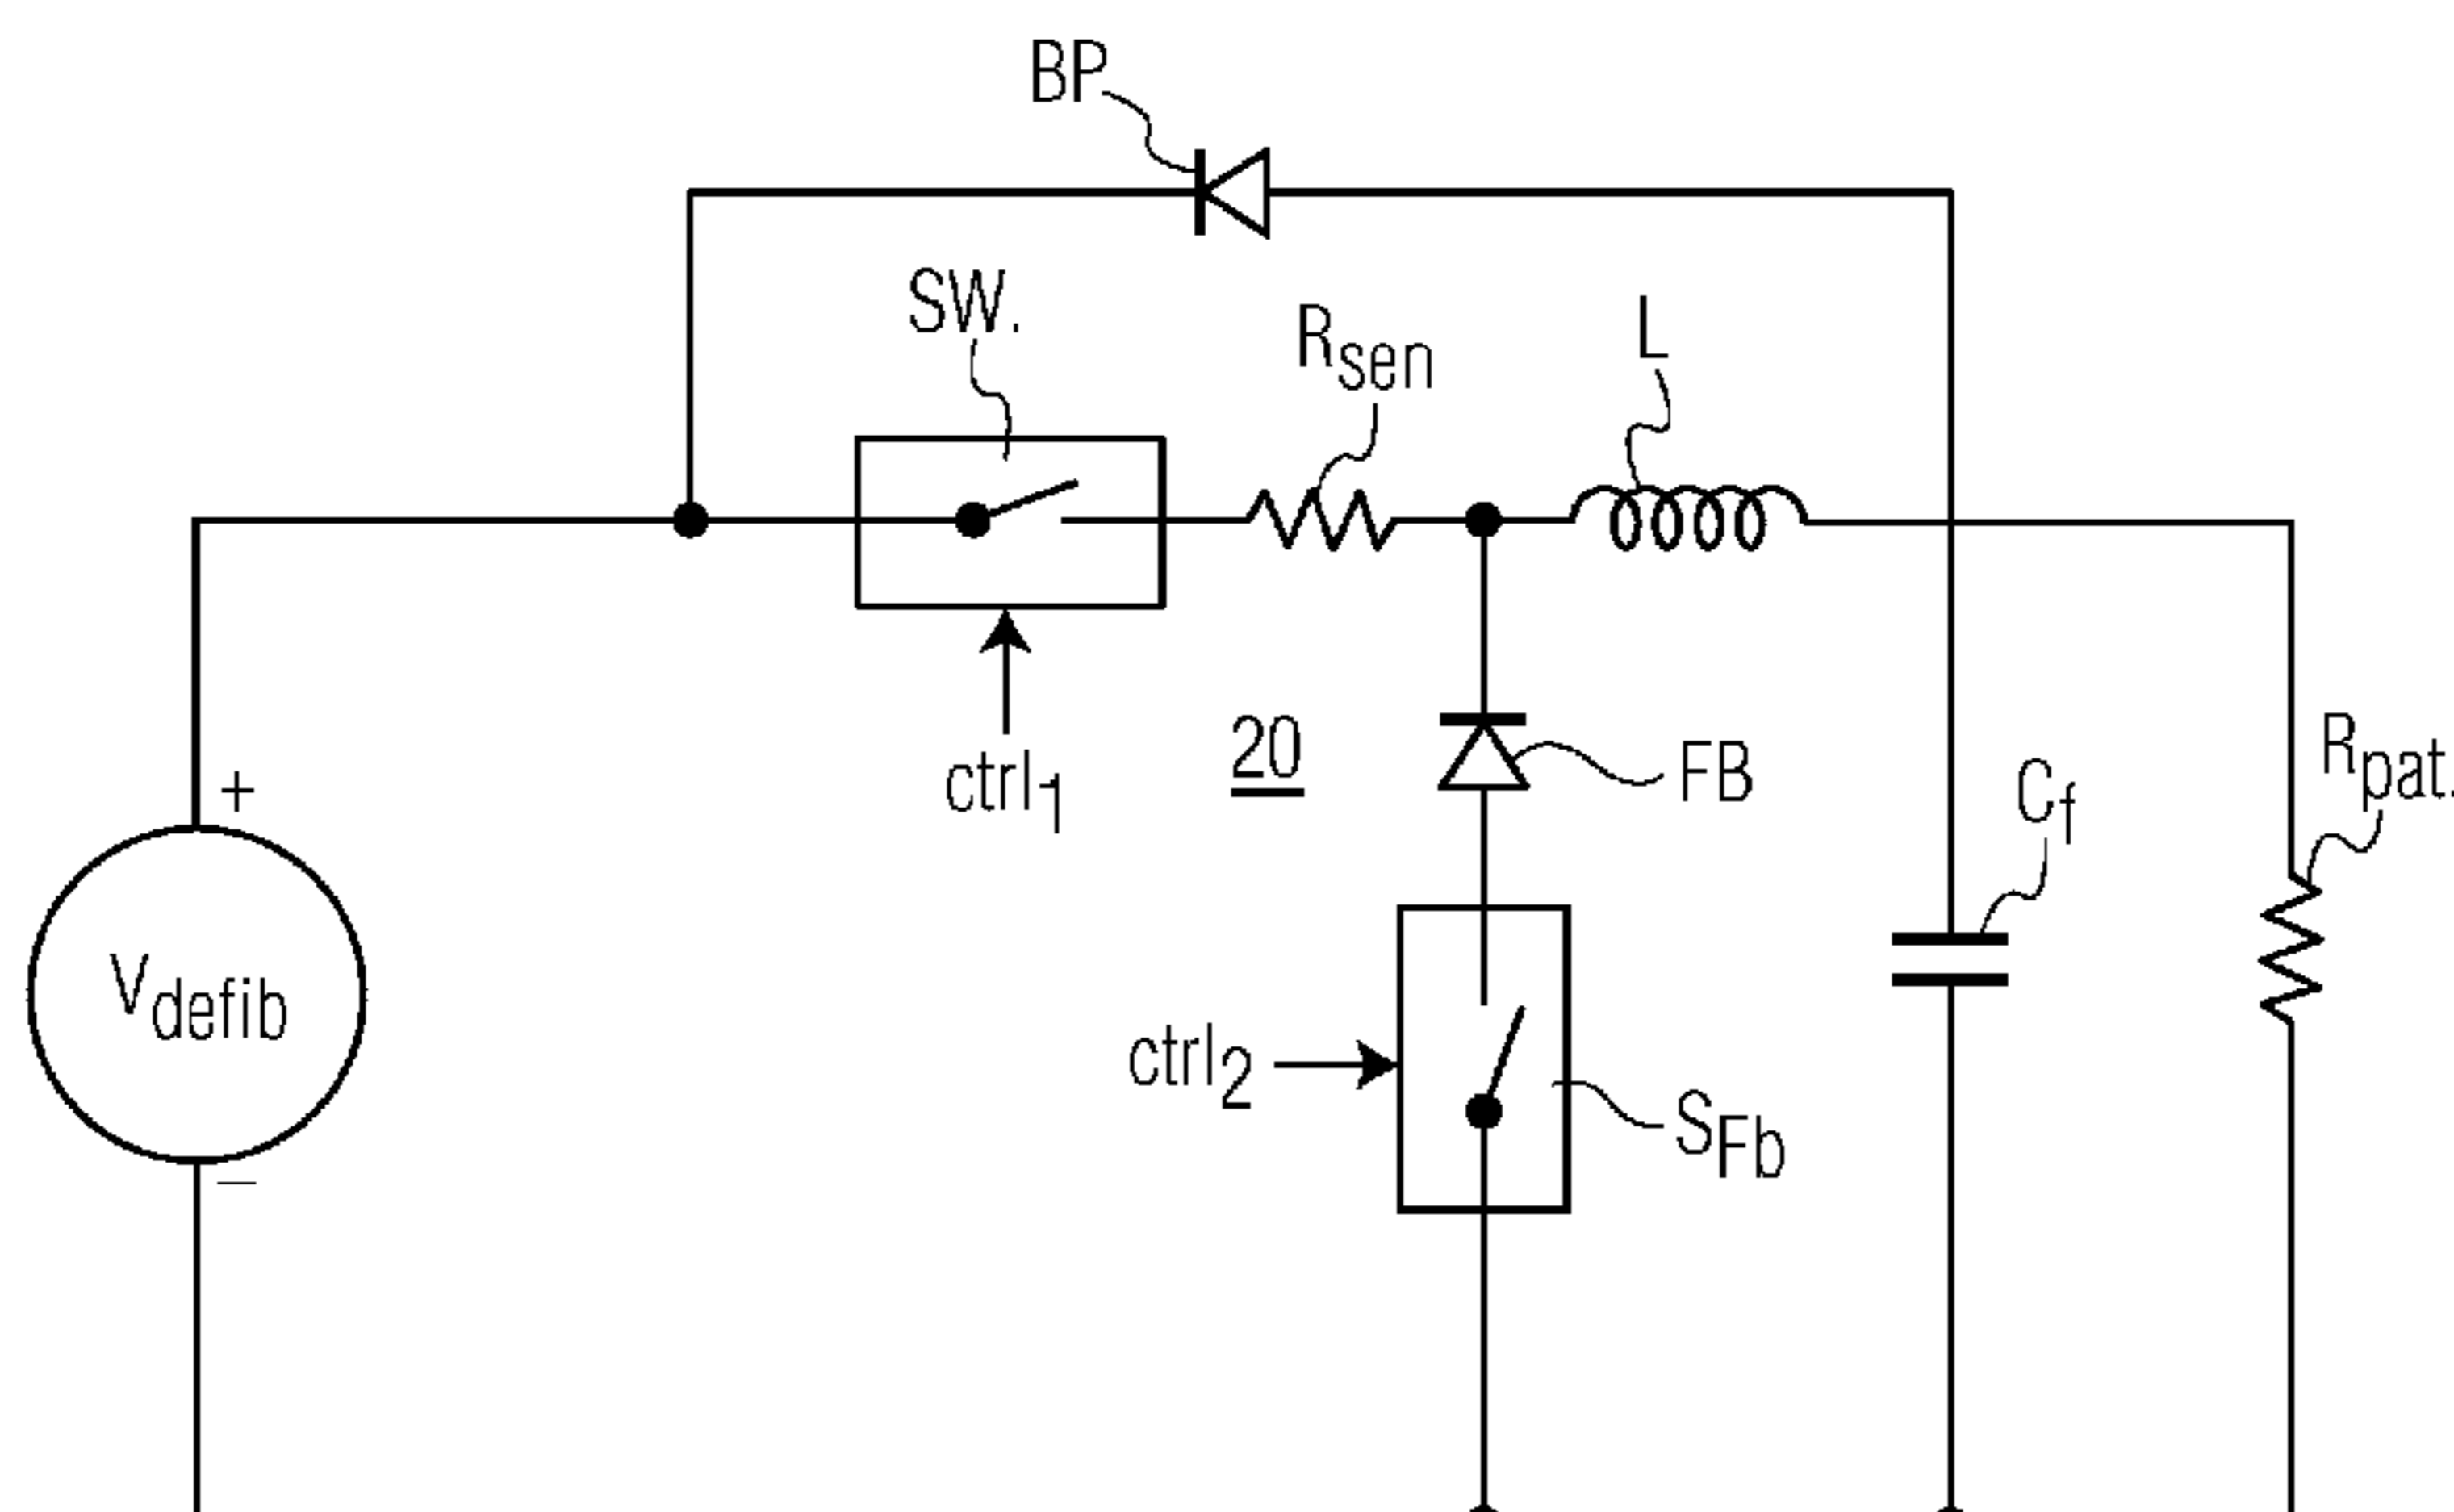 BP
SW.
Rsen
L
ctrl1
20
FB
Cf
Rpat.
+
Vdefib
−
ctrl2
SFb